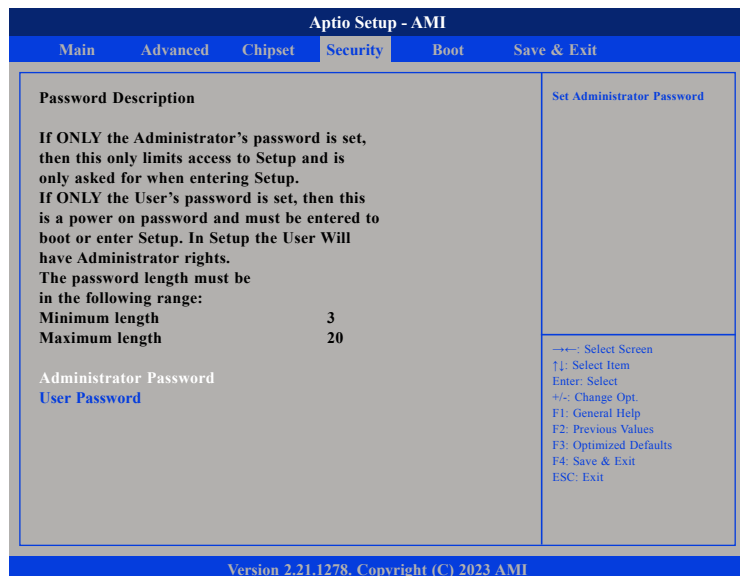 Aptio Setup - AMI
Main Advanced Chipset Security Boot Save & Exit
Password Description
If ONLY the Administrator’s password is set,
then this only limits access to Setup and is
only asked for when entering Setup.
If ONLY the User’s password is set, then this
is a power on password and must be entered to
boot or enter Setup. In Setup the User Will
have Administrator rights.
The password length must be
in the following range:
Minimum length 3
Maximum length 20
Administrator Password
User Password
Set Administrator Password
→←: Select Screen
↑↓: Select Item
Enter: Select
+/-: Change Opt.
F1: General Help
F2: Previous Values
F3: Optimized Defaults
F4: Save & Exit
ESC: Exit
Version 2.21.1278. Copyright (C) 2023 AMI